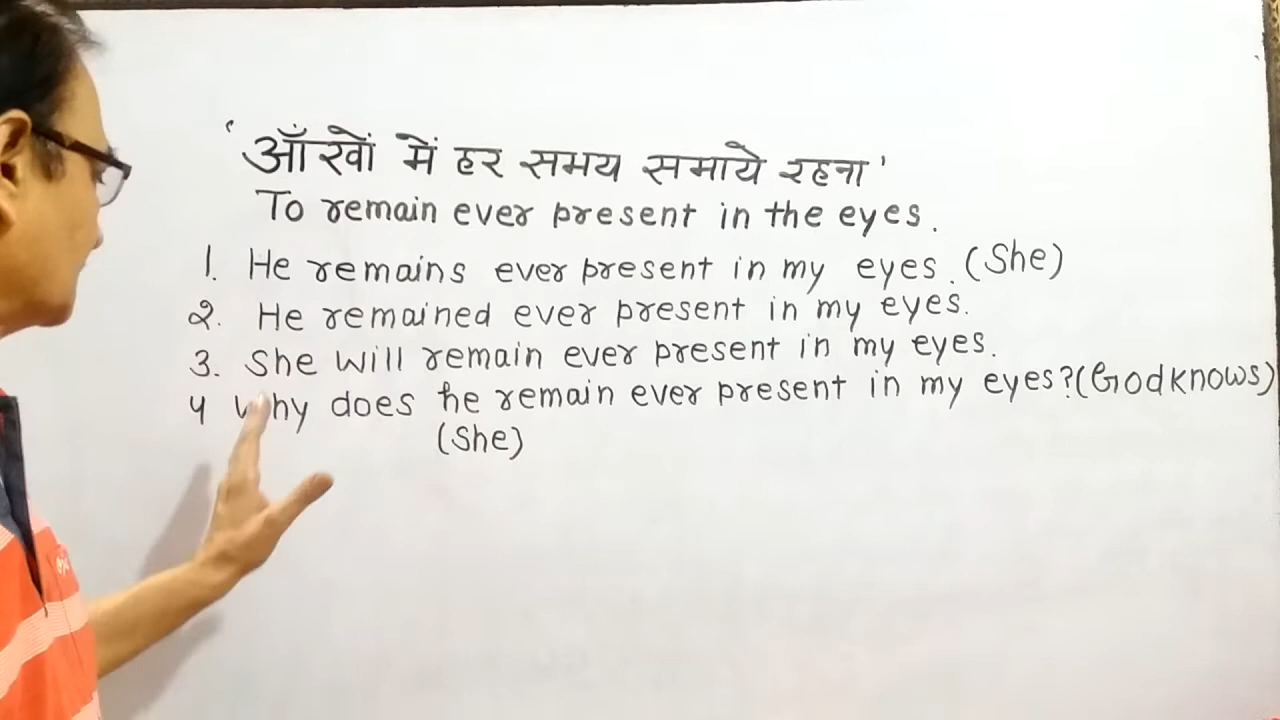 'आँखों में हर समय समाये रहना'
To remain ever present in the eyes.
1. He remains ever present in my eyes. (She)
2. He remained ever present in my eyes.
3. She will remain ever present in my eyes.
4 Why does he remain ever present in my eyes? (God knows)
(She)